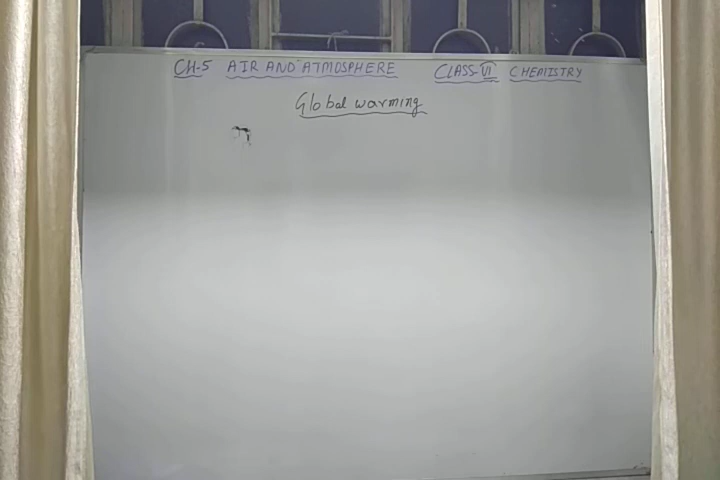 CH-5 AIR AND ATMOSPHERE CLASS-VI CHEMISTRY
Global warming